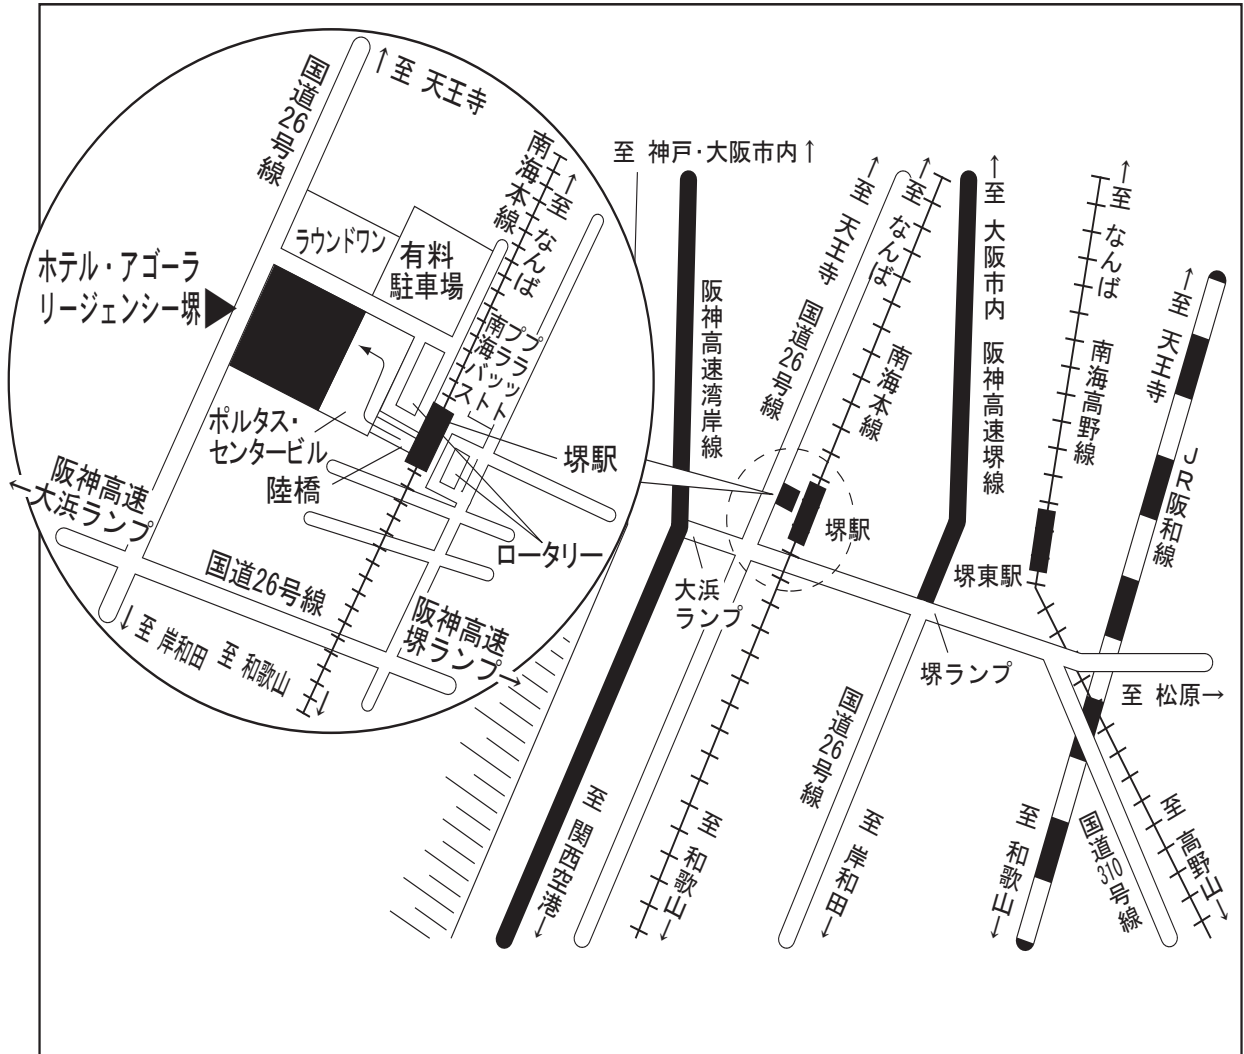 国道26号線
↑至 天王寺
南海本線
↑至 なんば
ラウンドワン
有料
駐車場
ホテル・アゴーラ
リージェンシー堺
プラット
プラット
南海バス
ポルタス・
センタービル
陸橋
堺駅
ロータリー
阪神高速
←大浜ランプ
国道26号線
阪神高速
堺ランプ→
↓至 岸和田
至 和歌山↓
至 神戸・大阪市内↑
阪神高速湾岸線
↑至 天王寺
国道26号線
↑至 なんば
南海本線
↑至 大阪市内
阪神高速堺線
↑至 なんば
南海高野線
↑至 天王寺
JR阪和線
堺駅
大浜
ランプ
堺東駅
堺ランプ
至 松原→
国道26号線
至 関西空港↓
至 和歌山↓
至 岸和田↓
至 和歌山↓
国道310号線
至 高野山↓